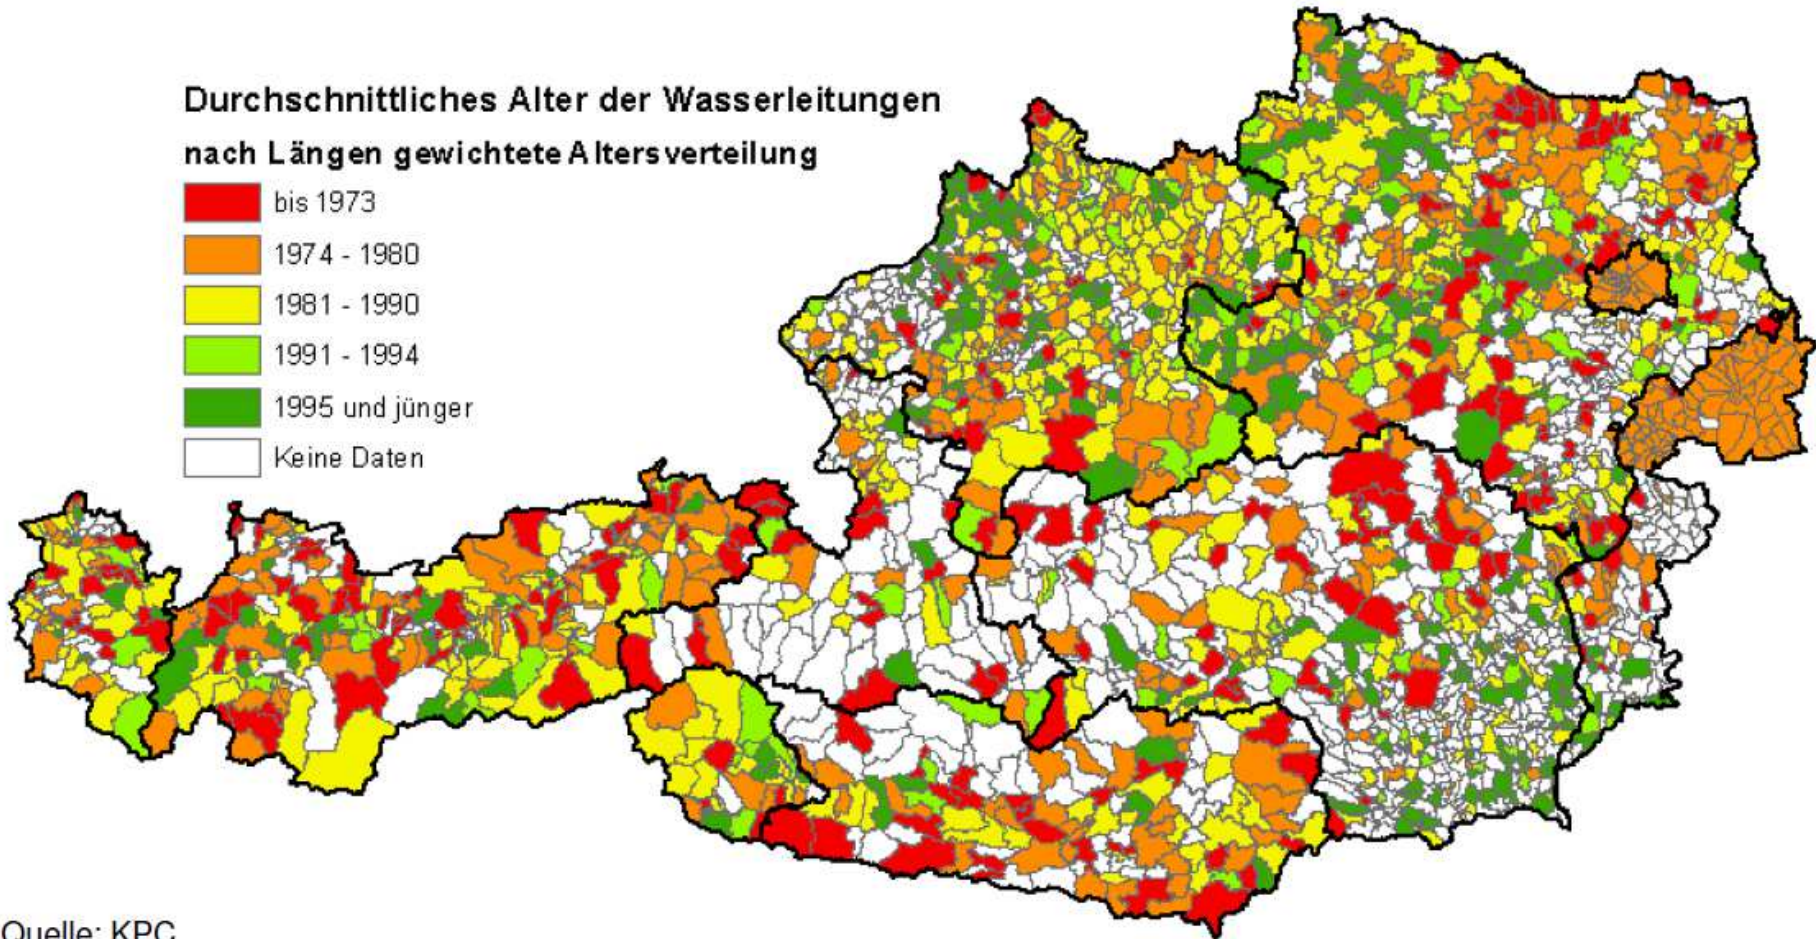 Durchschnittliches Alter der Wasserleitungen
nach Längen gewichtete Altersverteilung
bis 1973
1974 - 1980
1981 - 1990
1991 - 1994
1995 und jünger
Keine Daten
Quelle: KPC